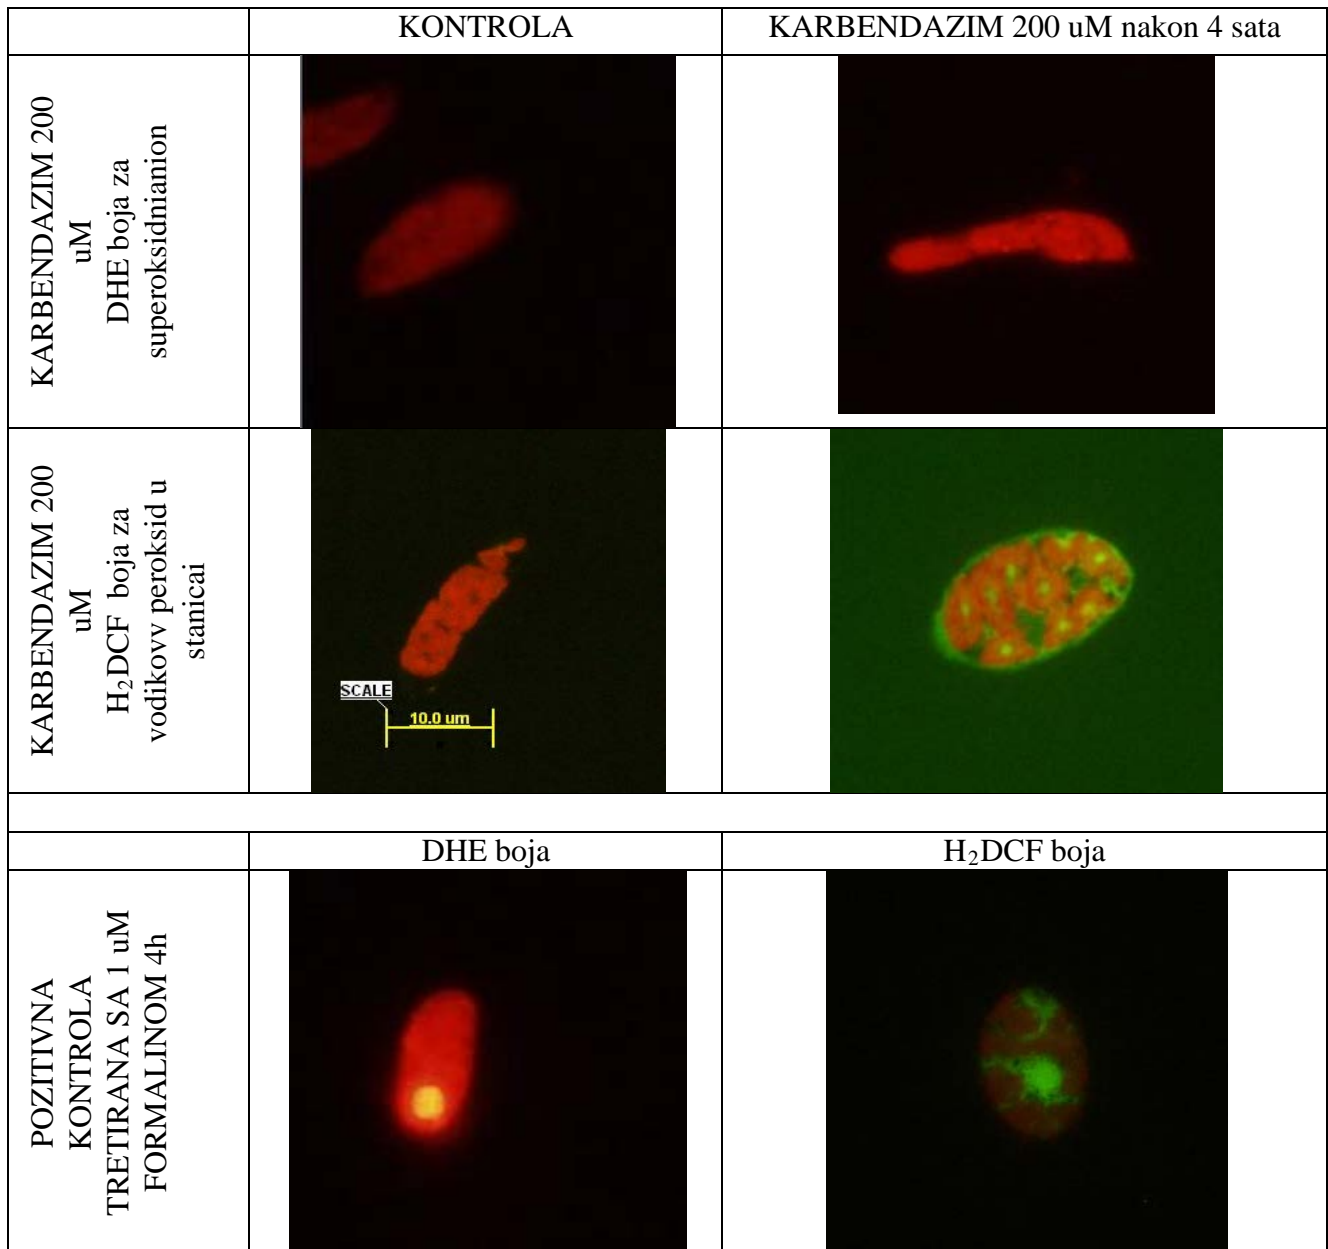 KONTROLA
KARBENDAZIM 200 uM nakon 4 sata
KARBENDAZIM 200
uM
DHE boja za
superoksidnianion
KARBENDAZIM 200
uM
H₂DCF boja za
vodikovv peroksid u
stanicai
SCALE
10.0 um
DHE boja
H₂DCF boja
POZITIVNA
KONTROLA
TRETIRANA SA 1 uM
FORMALINOM 4h